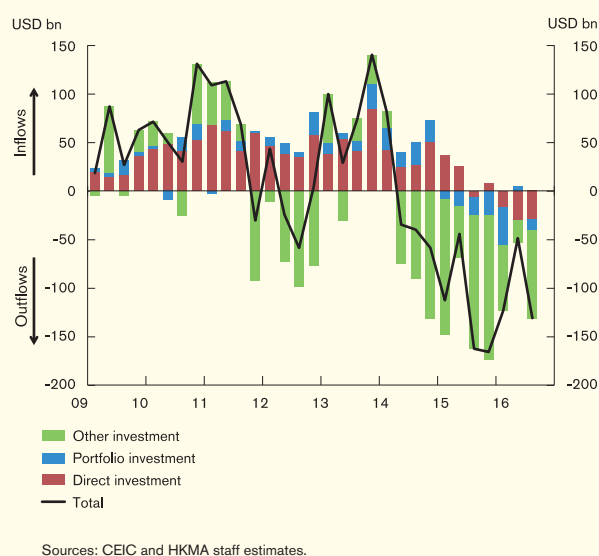 USD bn
USD bn
150
150
100
100
50
50
0
0
-50
-50
-100
-100
-150
-150
-200
-200
Inflows
Outflows
09
10
11
12
13
14
15
16
Other investment
Portfolio investment
Direct investment
Total
Sources: CEIC and HKMA staff estimates.